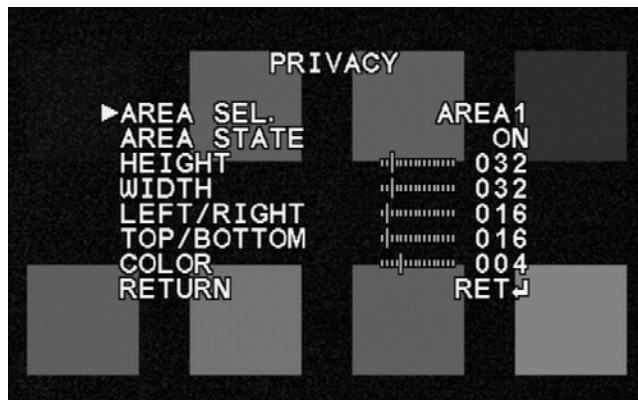 PRIVACY
►AREA SEL. AREA1
AREA STATE ON
HEIGHT 032
WIDTH 032
LEFT/RIGHT 016
TOP/BOTTOM 016
COLOR 004
RETURN RET↲